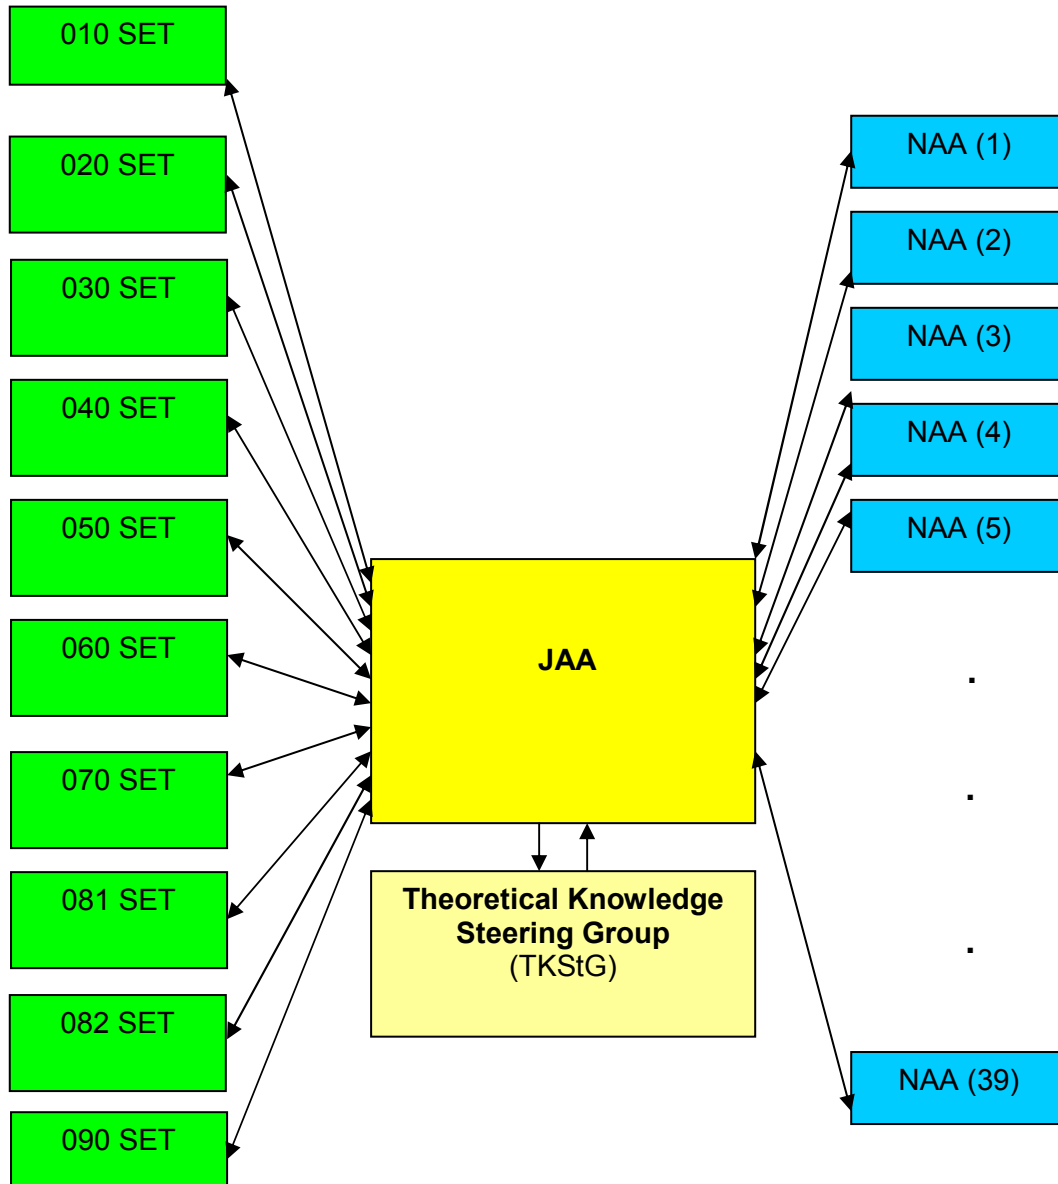 010 SET
020 SET
030 SET
040 SET
050 SET
060 SET
070 SET
081 SET
082 SET
090 SET
JAA
Theoretical Knowledge
Steering Group
(TKStG)
NAA (1)
NAA (2)
NAA (3)
NAA (4)
NAA (5)
.
.
.
NAA (39)